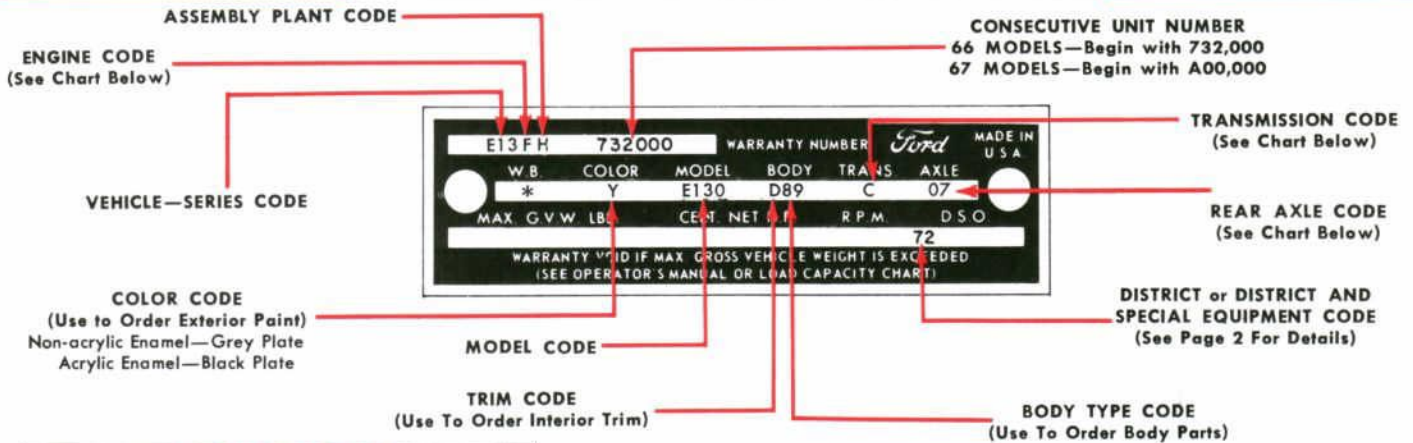 ASSEMBLY PLANT CODE
ENGINE CODE
(See Chart Below)
VEHICLE—SERIES CODE
CONSECUTIVE UNIT NUMBER
66 MODELS—Begin with 732,000
67 MODELS—Begin with A00,000
TRANSMISSION CODE
(See Chart Below)
REAR AXLE CODE
(See Chart Below)
E13FH 732000 WARRANTY NUMBER Ford MADE IN
U S A
W.B. COLOR MODEL BODY TRANS AXLE
* Y E130 D89 C 07
MAX. G.V.W. CERT. NET R.P.M. D.S.O.
72
WARRANTY VOID IF MAX GROSS VEHICLE WEIGHT IS EXCEEDED
(SEE OPERATOR'S MANUAL OR LOAD CAPACITY CHART)
COLOR CODE
(Use to Order Exterior Paint)
Non-acrylic Enamel—Grey Plate
Acrylic Enamel—Black Plate
MODEL CODE
TRIM CODE
(Use To Order Interior Trim)
BODY TYPE CODE
(Use To Order Body Parts)
DISTRICT or DISTRICT AND
SPECIAL EQUIPMENT CODE
(See Page 2 For Details)